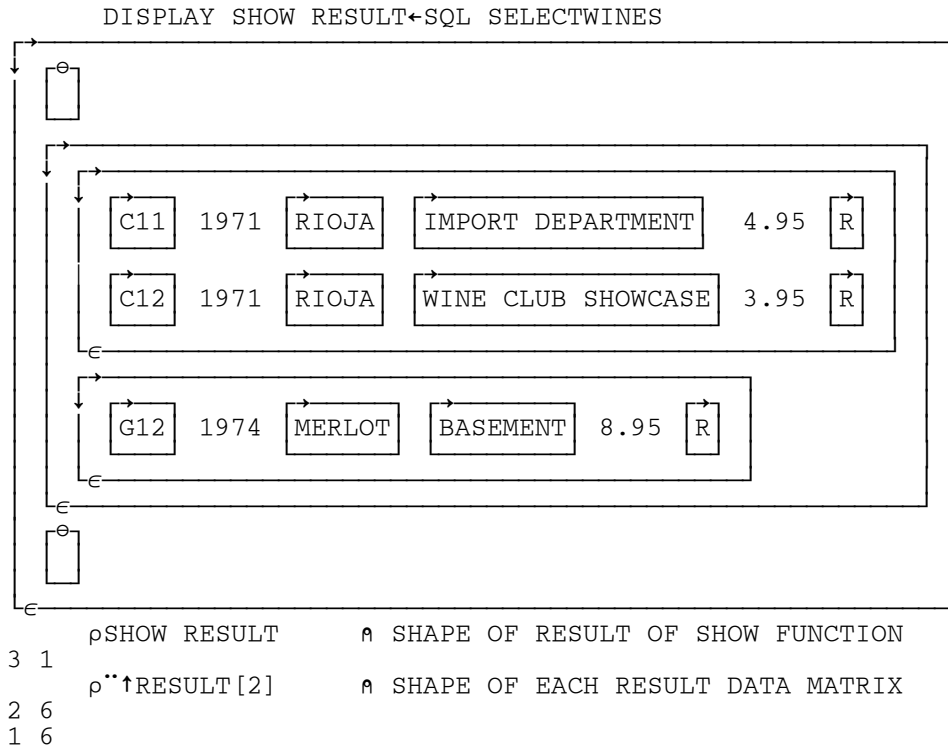 DISPLAY SHOW RESULT←SQL SELECTWINES
C11 1971 RIOJA IMPORT DEPARTMENT 4.95 R
C12 1971 RIOJA WINE CLUB SHOWCASE 3.95 R
G12 1974 MERLOT BASEMENT 8.95 R
⍴SHOW RESULT ⍝ SHAPE OF RESULT OF SHOW FUNCTION
3 1
⍴¨↑RESULT[2] ⍝ SHAPE OF EACH RESULT DATA MATRIX
2 6
1 6